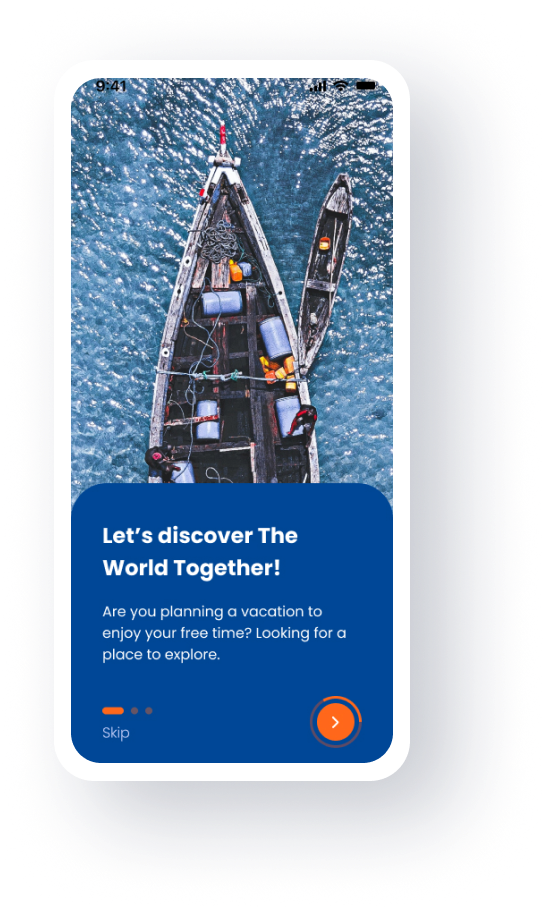 9:41
Let’s discover The
World Together!
Are you planning a vacation to
enjoy your free time? Looking for a
place to explore.
Skip